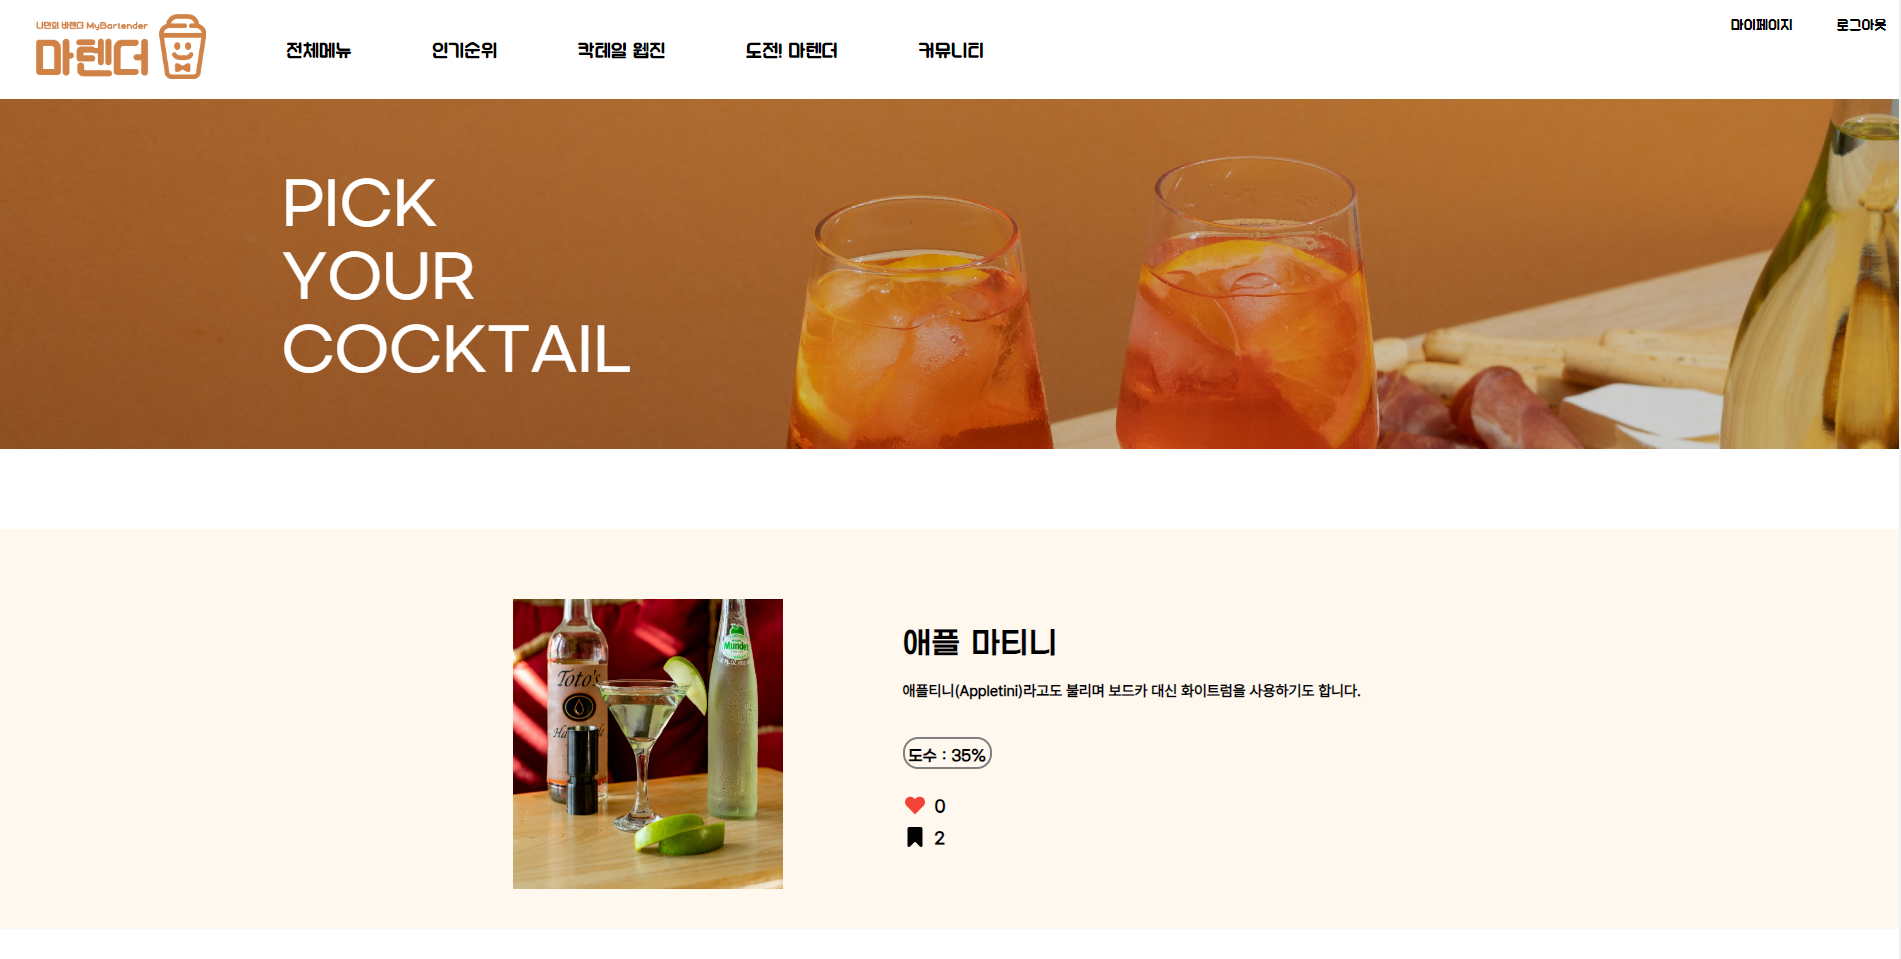 나만의 바텐더 MyBartender
마텐더
전체메뉴
인기순위
칵테일 웹진
도전! 마텐더
커뮤니티
마이페이지
로그아웃
PICK
YOUR
COCKTAIL
Toto's
애플 마티니
애플티니(Appletini)라고도 불리며 보드카 대신 화이트럼을 사용하기도 합니다.
도수 : 35%
0
2